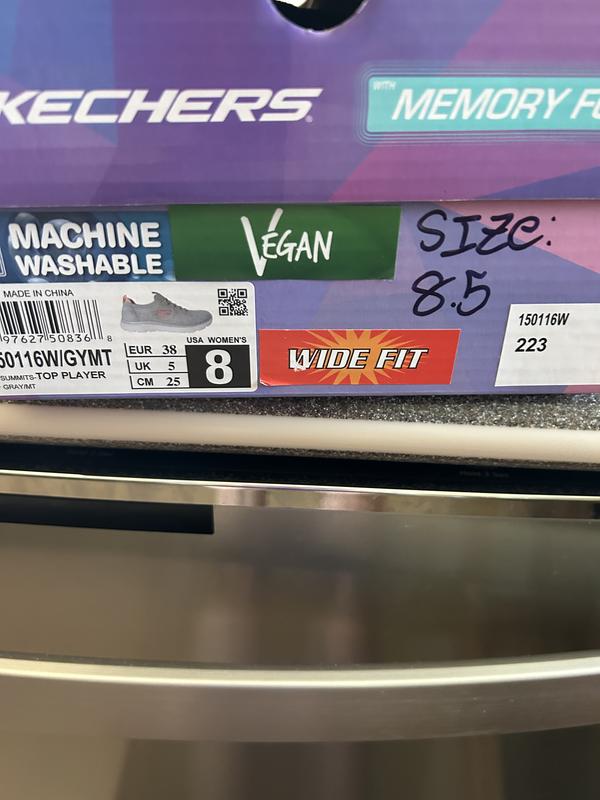 KECHERS
WITH
MEMORY FO
MACHINE
WASHABLE
VEGAN
SIZE:
8.5
MADE IN CHINA
97627 50836 8
50116W/GYMT
SUMMITS-TOP PLAYER
GRAY/MT
EUR 38
UK 5
CM 25
USA WOMEN'S
8
WIDE FIT
150116W
223